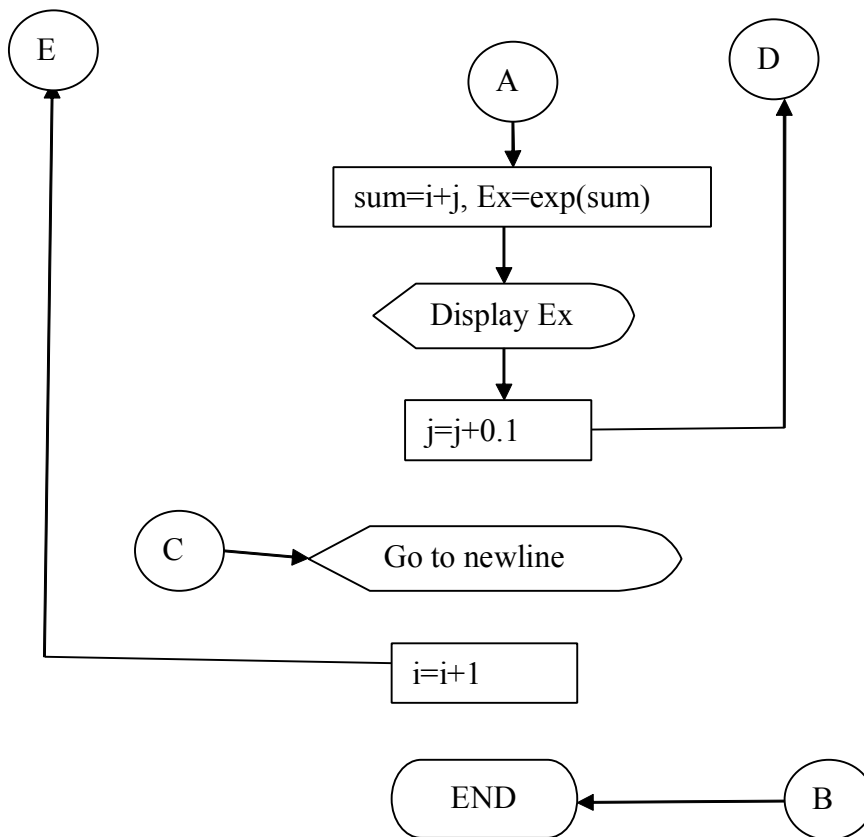 E
D
A
sum=i+j, Ex=exp(sum)
Display Ex
j=j+0.1
C
Go to newline
i=i+1
END
B